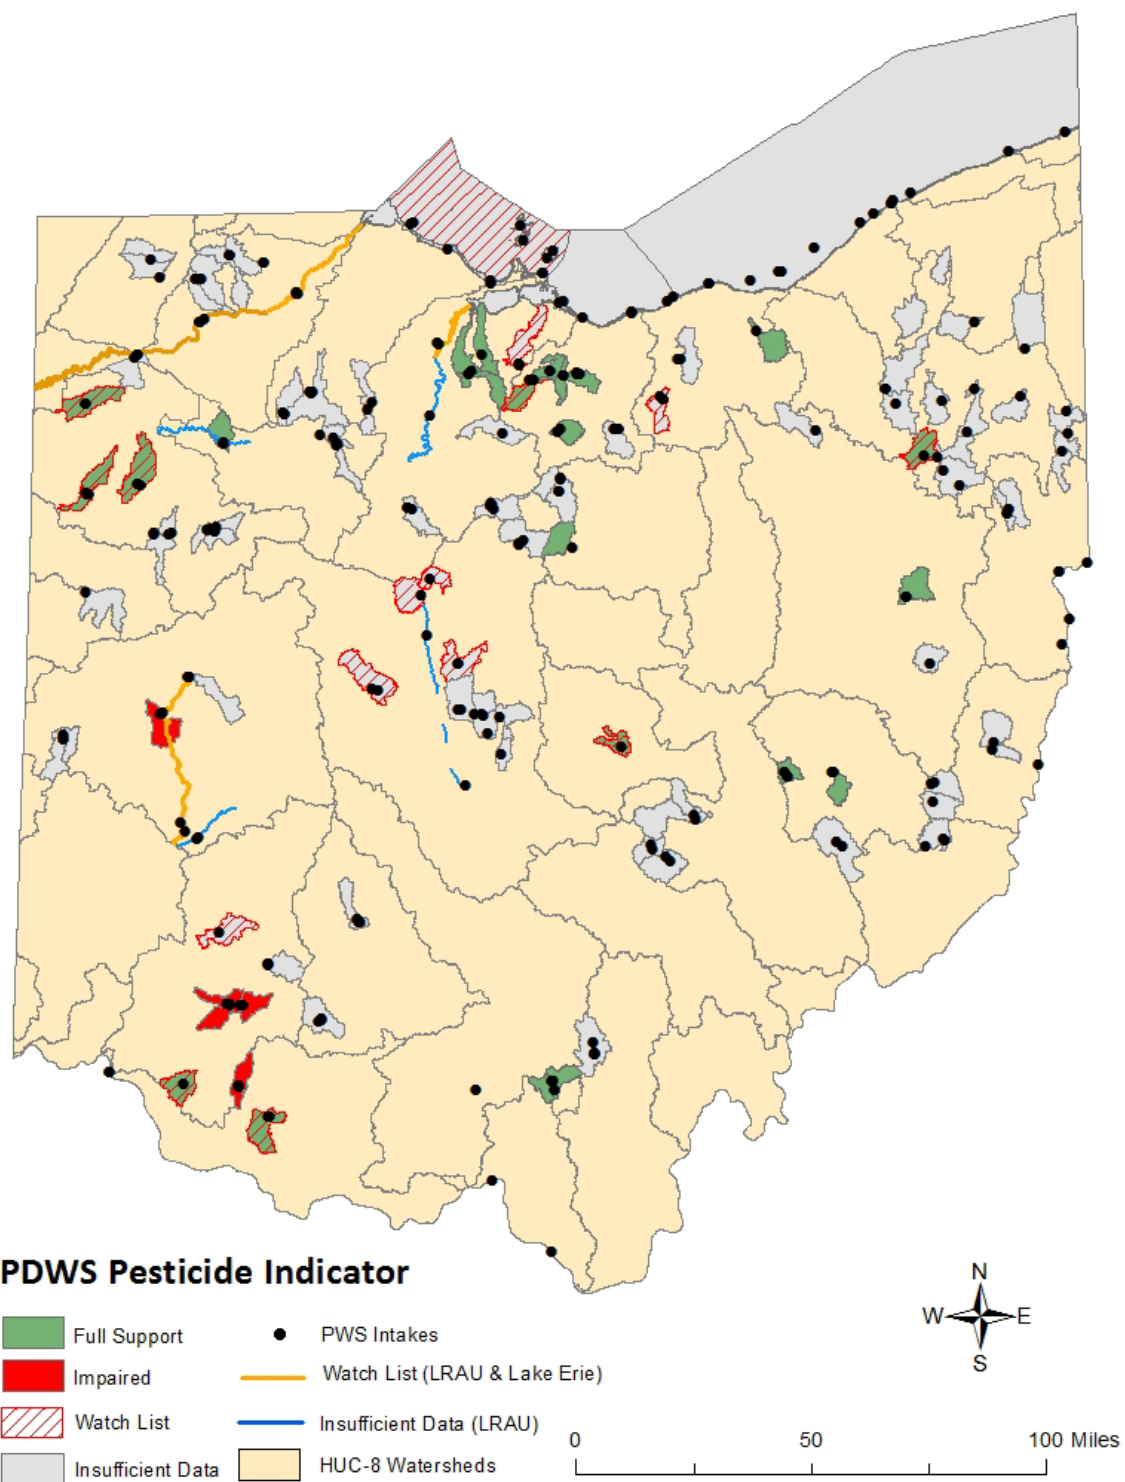 PDWS Pesticide Indicator
Full Support
PWS Intakes
Impaired
Watch List (LRAU & Lake Erie)
Watch List
Insufficient Data (LRAU)
Insufficient Data
HUC-8 Watersheds
N
W E
S
0 50 100 Miles